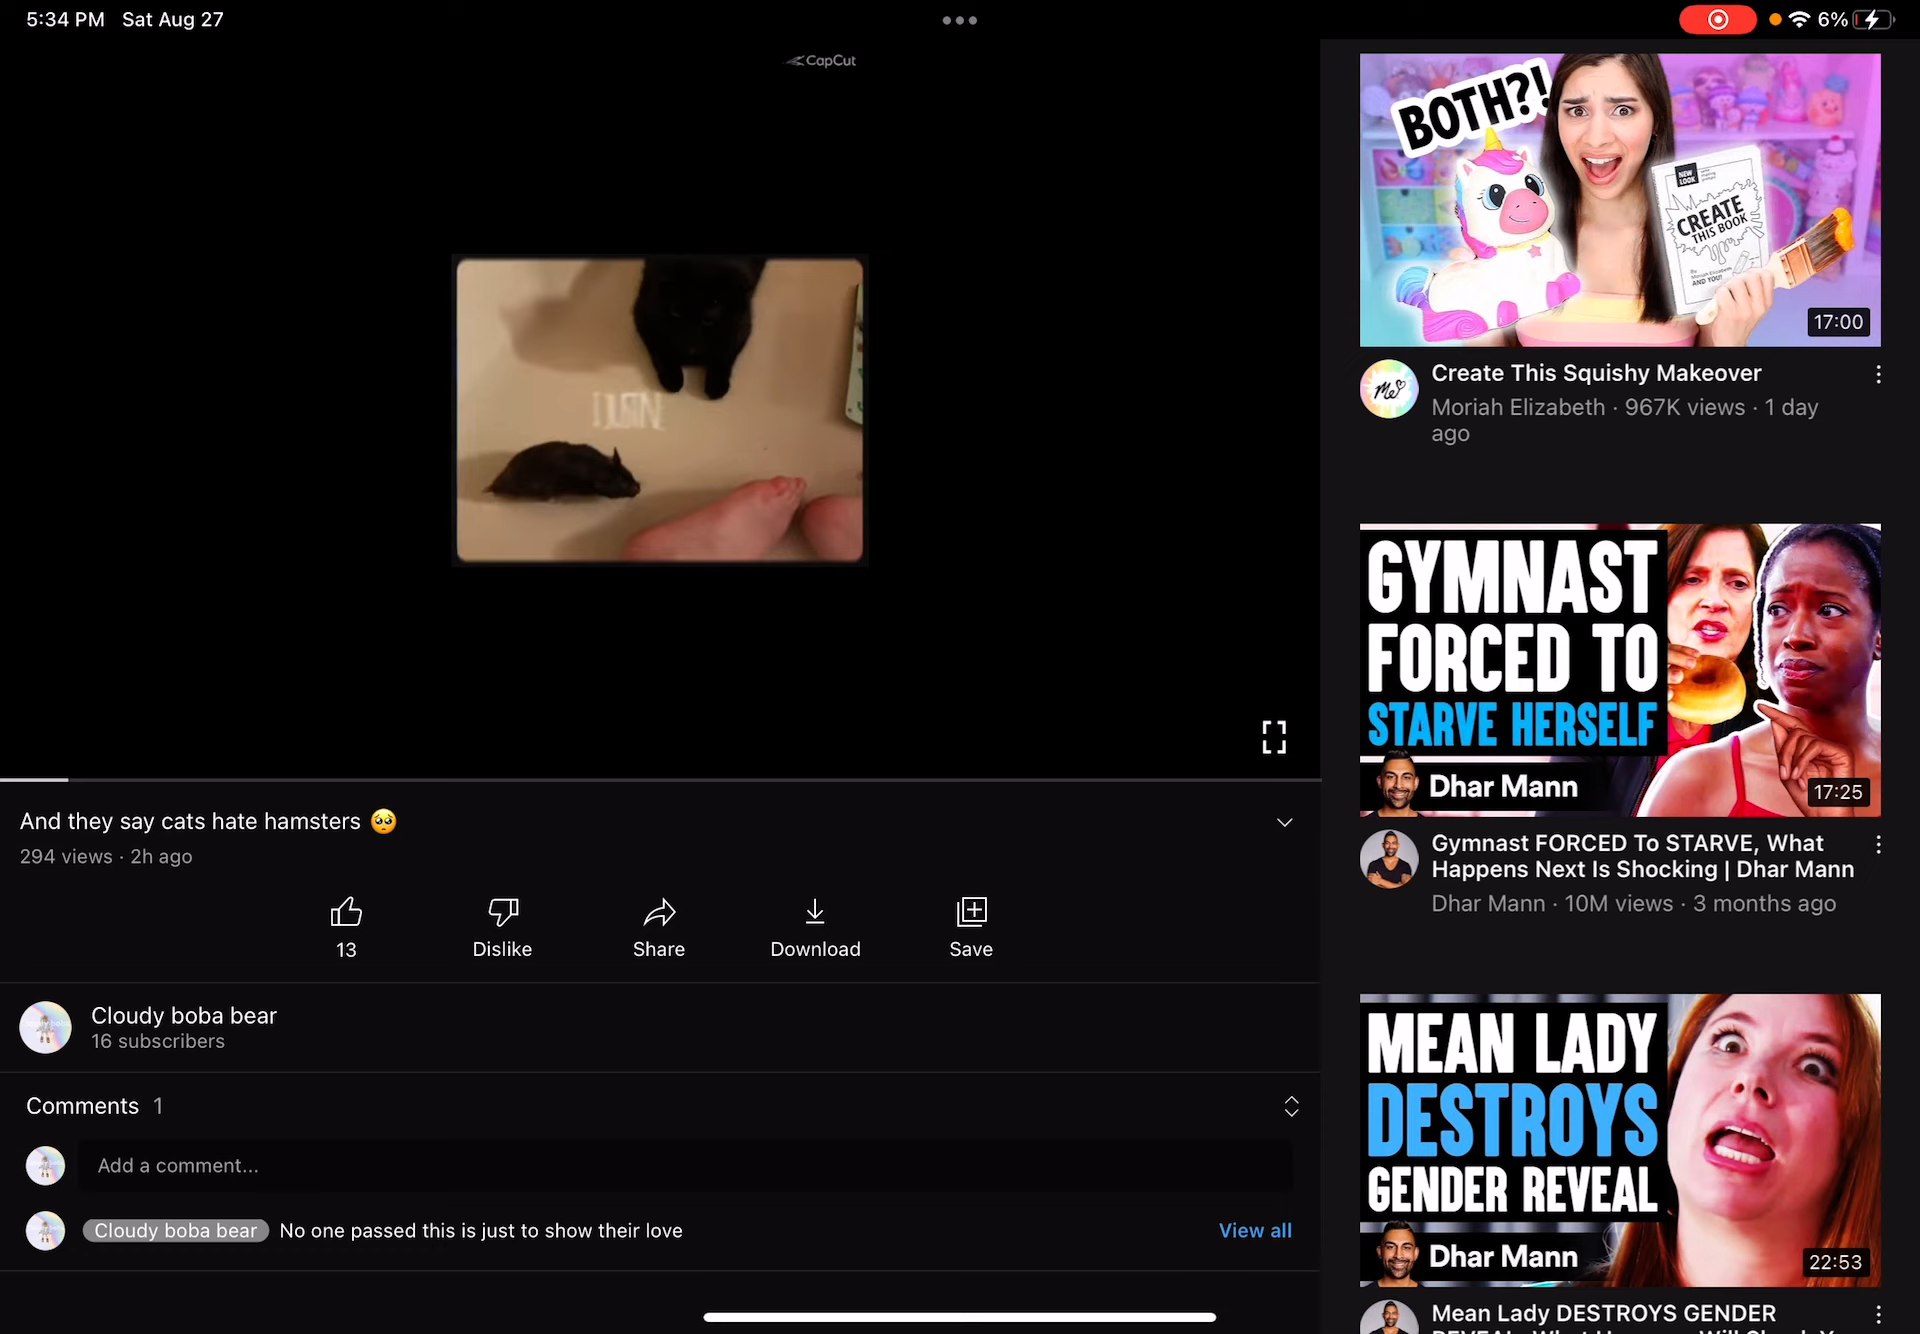 5:34 PM Sat Aug 27
6%
CapCut
And they say cats hate hamsters 🥺
294 views · 2h ago
13
Dislike
Share
Download
Save
Cloudy boba bear
16 subscribers
Comments 1
Add a comment...
Cloudy boba bear No one passed this is just to show their love
View all
BOTH?!
NEW LOOK
CREATE
THIS BOOK
AND YOU!
17:00
Me
Create This Squishy Makeover
Moriah Elizabeth · 967K views · 1 day
ago
GYMNAST
FORCED TO
STARVE HERSELF
Dhar Mann
17:25
Gymnast FORCED To STARVE, What
Happens Next Is Shocking | Dhar Mann
Dhar Mann · 10M views · 3 months ago
MEAN LADY
DESTROYS
GENDER REVEAL
Dhar Mann
22:53
Mean Lady DESTROYS GENDER